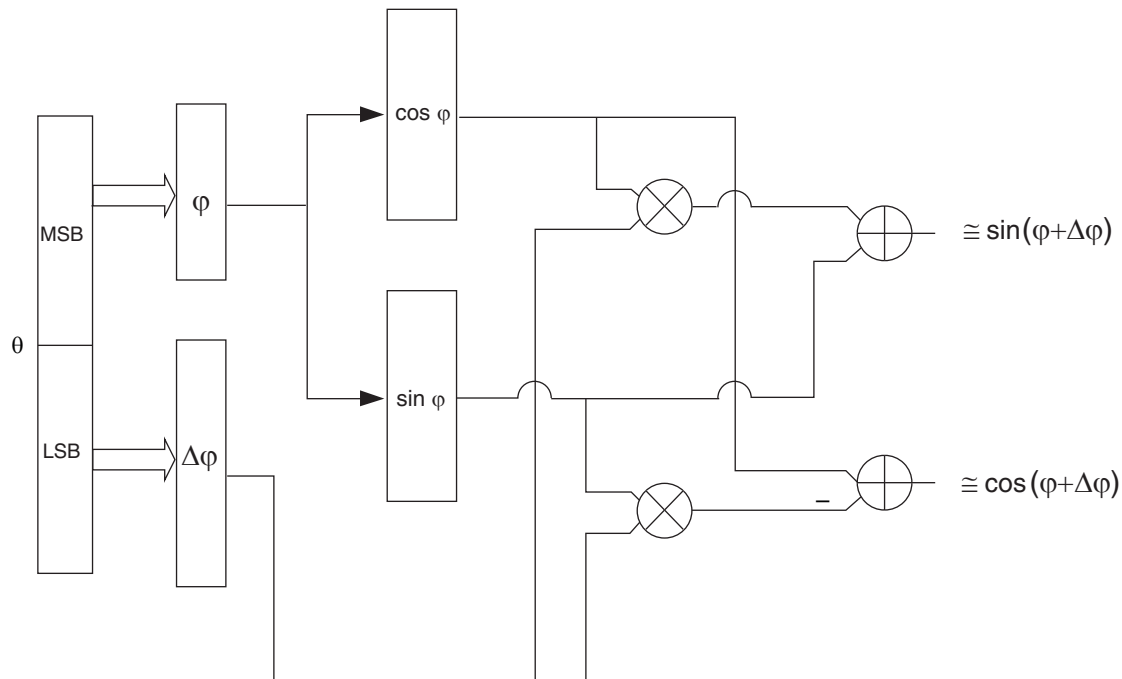 cos φ
MSB
φ
≅ sin(φ+Δφ)
θ
sin φ
LSB
Δφ
≅ cos(φ+Δφ)
–